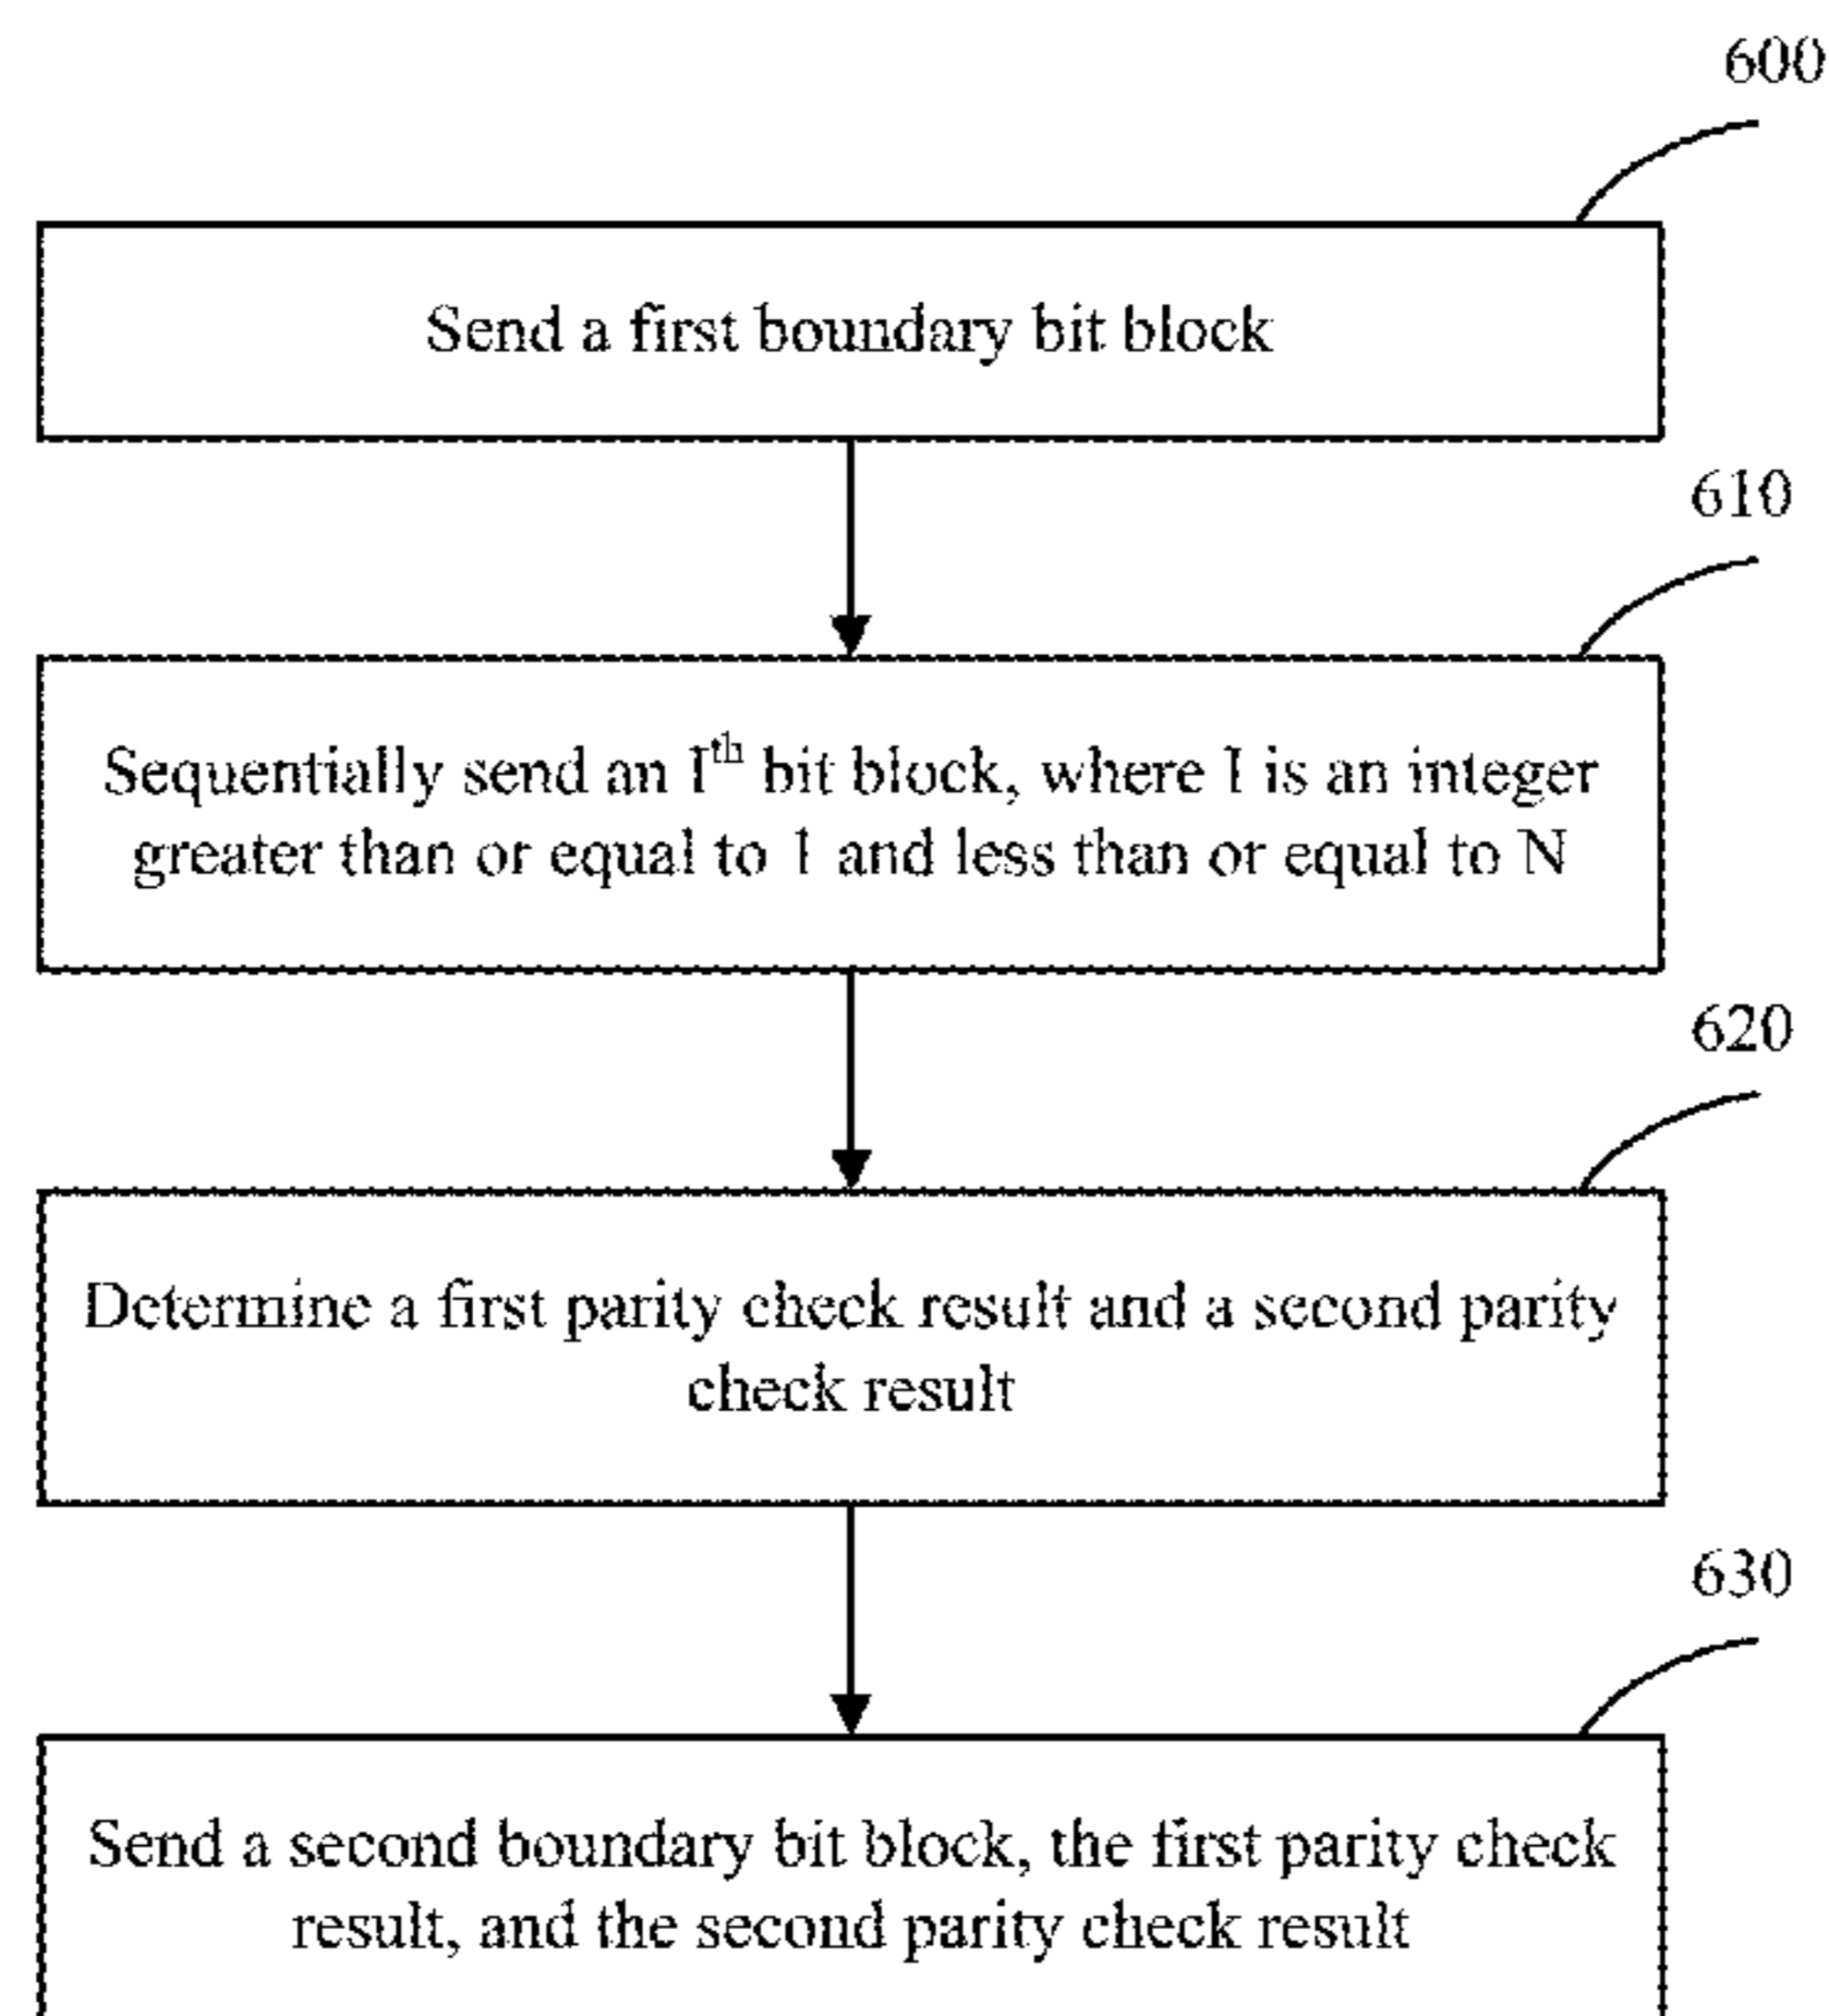 600
Send a first boundary bit block
610
Sequentially send an Ith bit block, where I is an integer
greater than or equal to 1 and less than or equal to N
620
Determine a first parity check result and a second parity
check result
630
Send a second boundary bit block, the first parity check
result, and the second parity check result